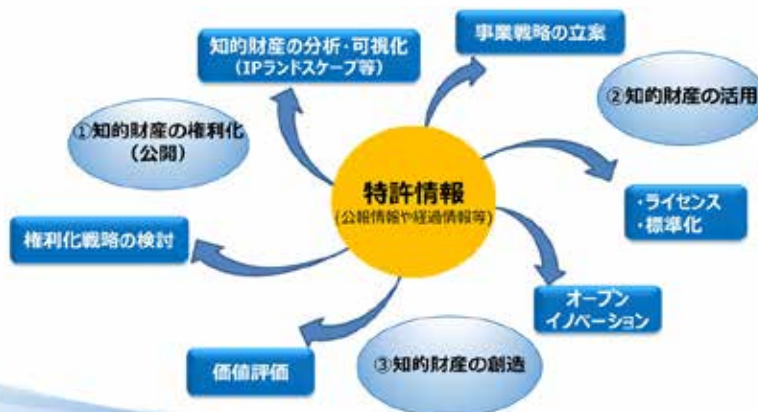 知的財産の分析・可視化
(IPランドスケープ等)
事業戦略の立案
①知的財産の権利化
(公開)
②知的財産の活用
特許情報
(公報情報や経過情報等)
・ライセンス
・標準化
権利化戦略の検討
オープン
イノベーション
価値評価
③知的財産の創造